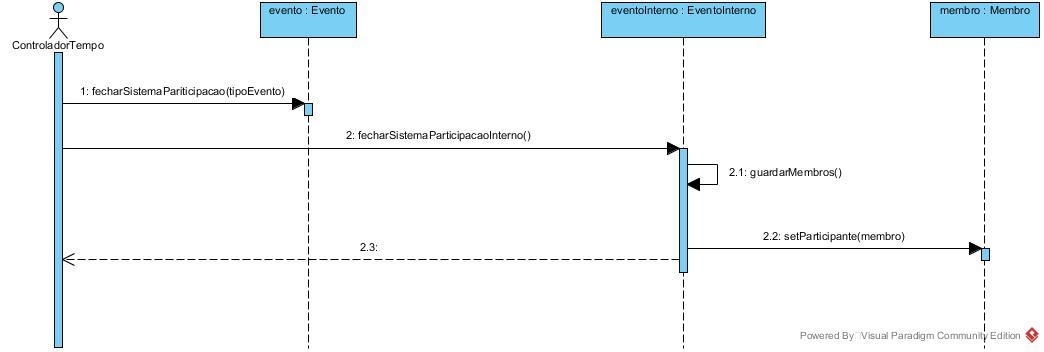 evento : Evento
eventoInterno : EventoInterno
membro : Membro
ControladorTempo
1: fecharSistemaPariticipacao(tipoEvento)
2: fecharSistemaParticipacaoInterno()
2.1: guardarMembros()
2.2: setParticipante(membro)
2.3:
Powered By Visual Paradigm Community Edition